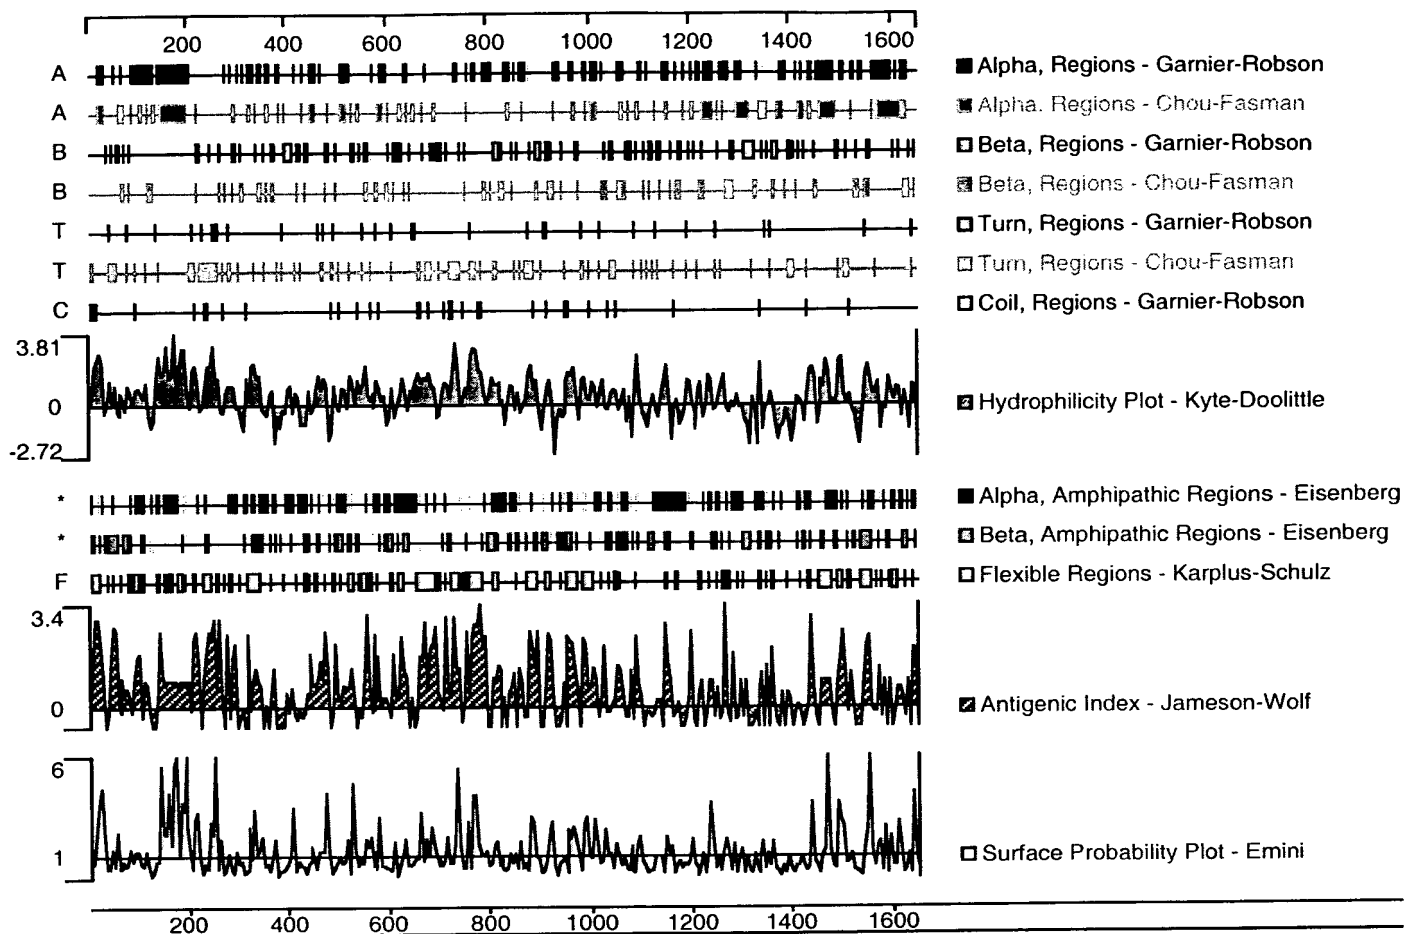 200 400 600 800 1000 1200 1400 1600
A Alpha, Regions - Garnier-Robson
A Alpha. Regions - Chou-Fasman
B Beta, Regions - Garnier-Robson
B Beta, Regions - Chou-Fasman
T Turn, Regions - Garnier-Robson
T Turn, Regions - Chou-Fasman
C Coil, Regions - Garnier-Robson
3.81
0 Hydrophilicity Plot - Kyte-Doolittle
-2.72
* Alpha, Amphipathic Regions - Eisenberg
* Beta, Amphipathic Regions - Eisenberg
F Flexible Regions - Karplus-Schulz
3.4
0 Antigenic Index - Jameson-Wolf
6
1 Surface Probability Plot - Emini
200 400 600 800 1000 1200 1400 1600